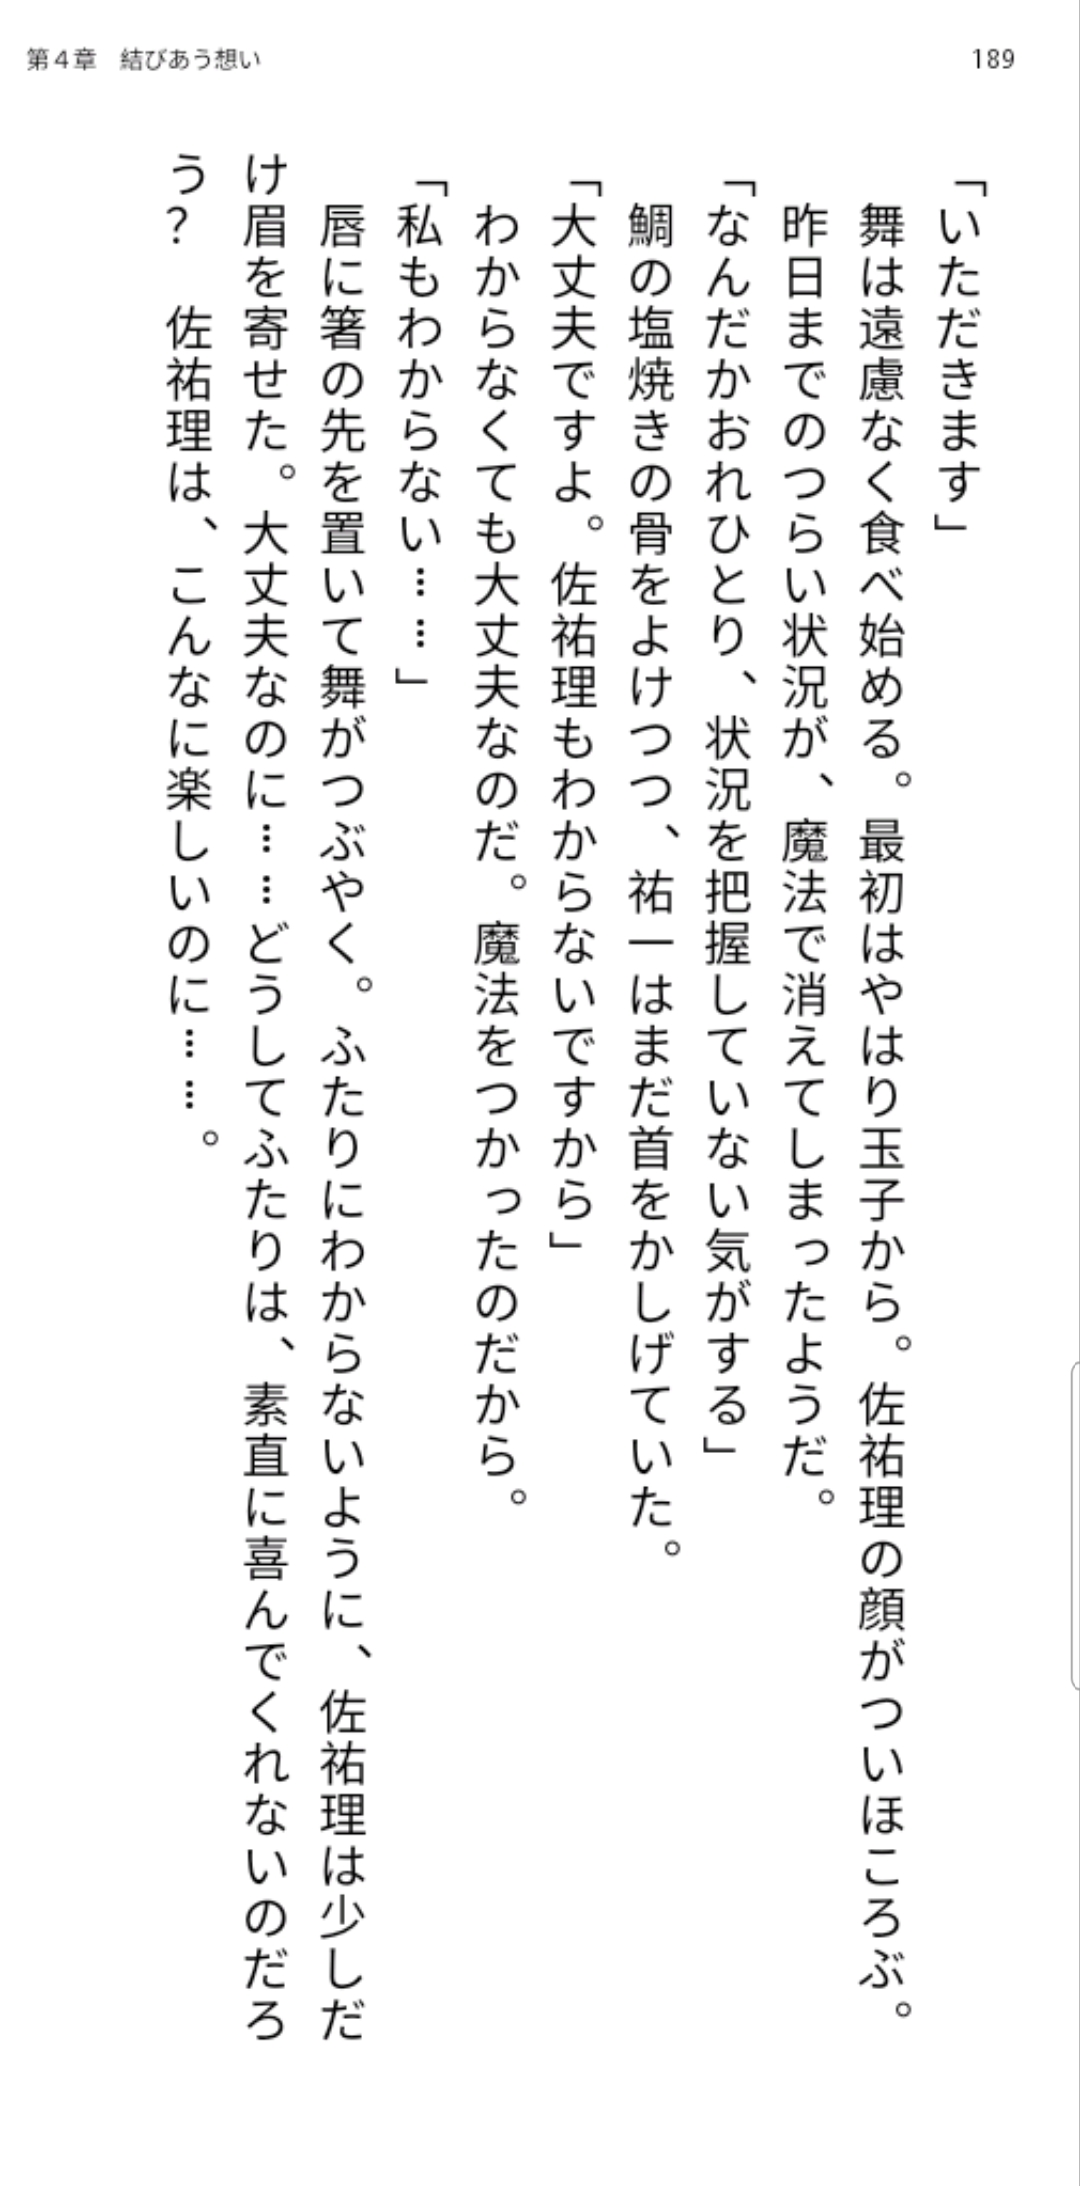 第４章　結びあう想い
189
「いただきます」
　舞は遠慮なく食べ始める。最初はやはり玉子から。佐祐理の顔がついほころぶ。
　昨日までのつらい状況が、魔法で消えてしまったようだ。
「なんだかおれひとり、状況を把握していない気がする」
　鯛の塩焼きの骨をよけつつ、祐一はまだ首をかしげていた。
「大丈夫ですよ。佐祐理もわからないですから」
　わからなくても大丈夫なのだ。魔法をつかったのだから。
「私もわからない……」
　唇に箸の先を置いて舞がつぶやく。ふたりにわからないように、佐祐理は少しだ
け眉を寄せた。大丈夫なのに……どうしてふたりは、素直に喜んでくれないのだろ
う？　佐祐理は、こんなに楽しいのに……。